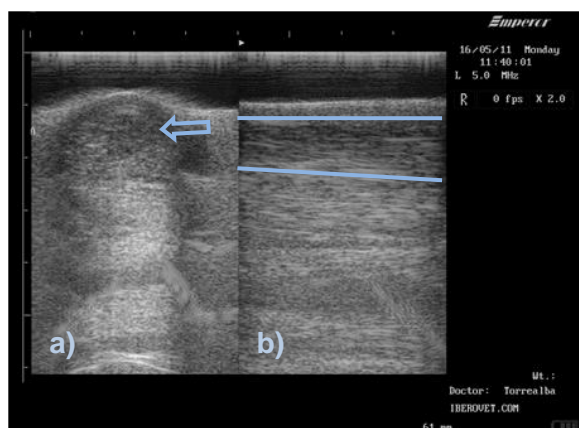 Emperor
16/05/11 Monday
11:40:01
L 5.0 MHz
R 0 fps X 2.0
a)
b)
Wt.:
Doctor: Torrealba
IBEROVET.COM
61 mm